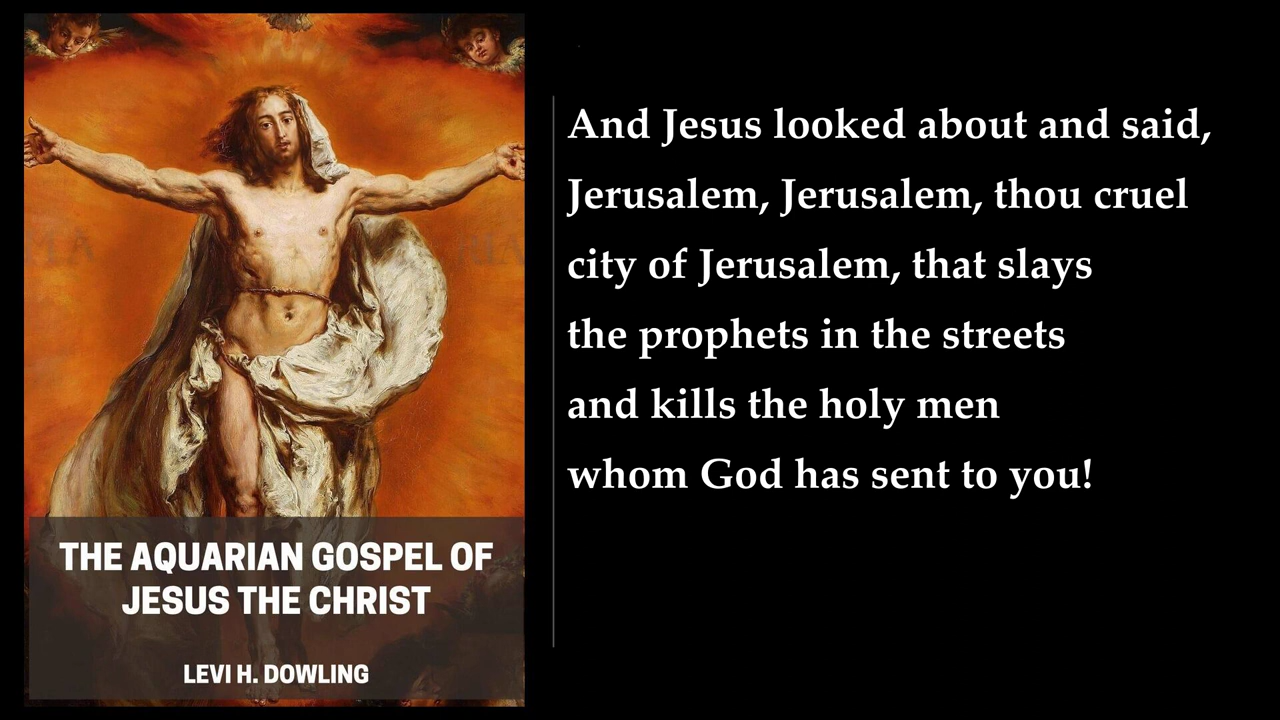 THE AQUARIAN GOSPEL OF
JESUS THE CHRIST
LEVI H. DOWLING
And Jesus looked about and said,
Jerusalem, Jerusalem, thou cruel
city of Jerusalem, that slays
the prophets in the streets
and kills the holy men
whom God has sent to you!